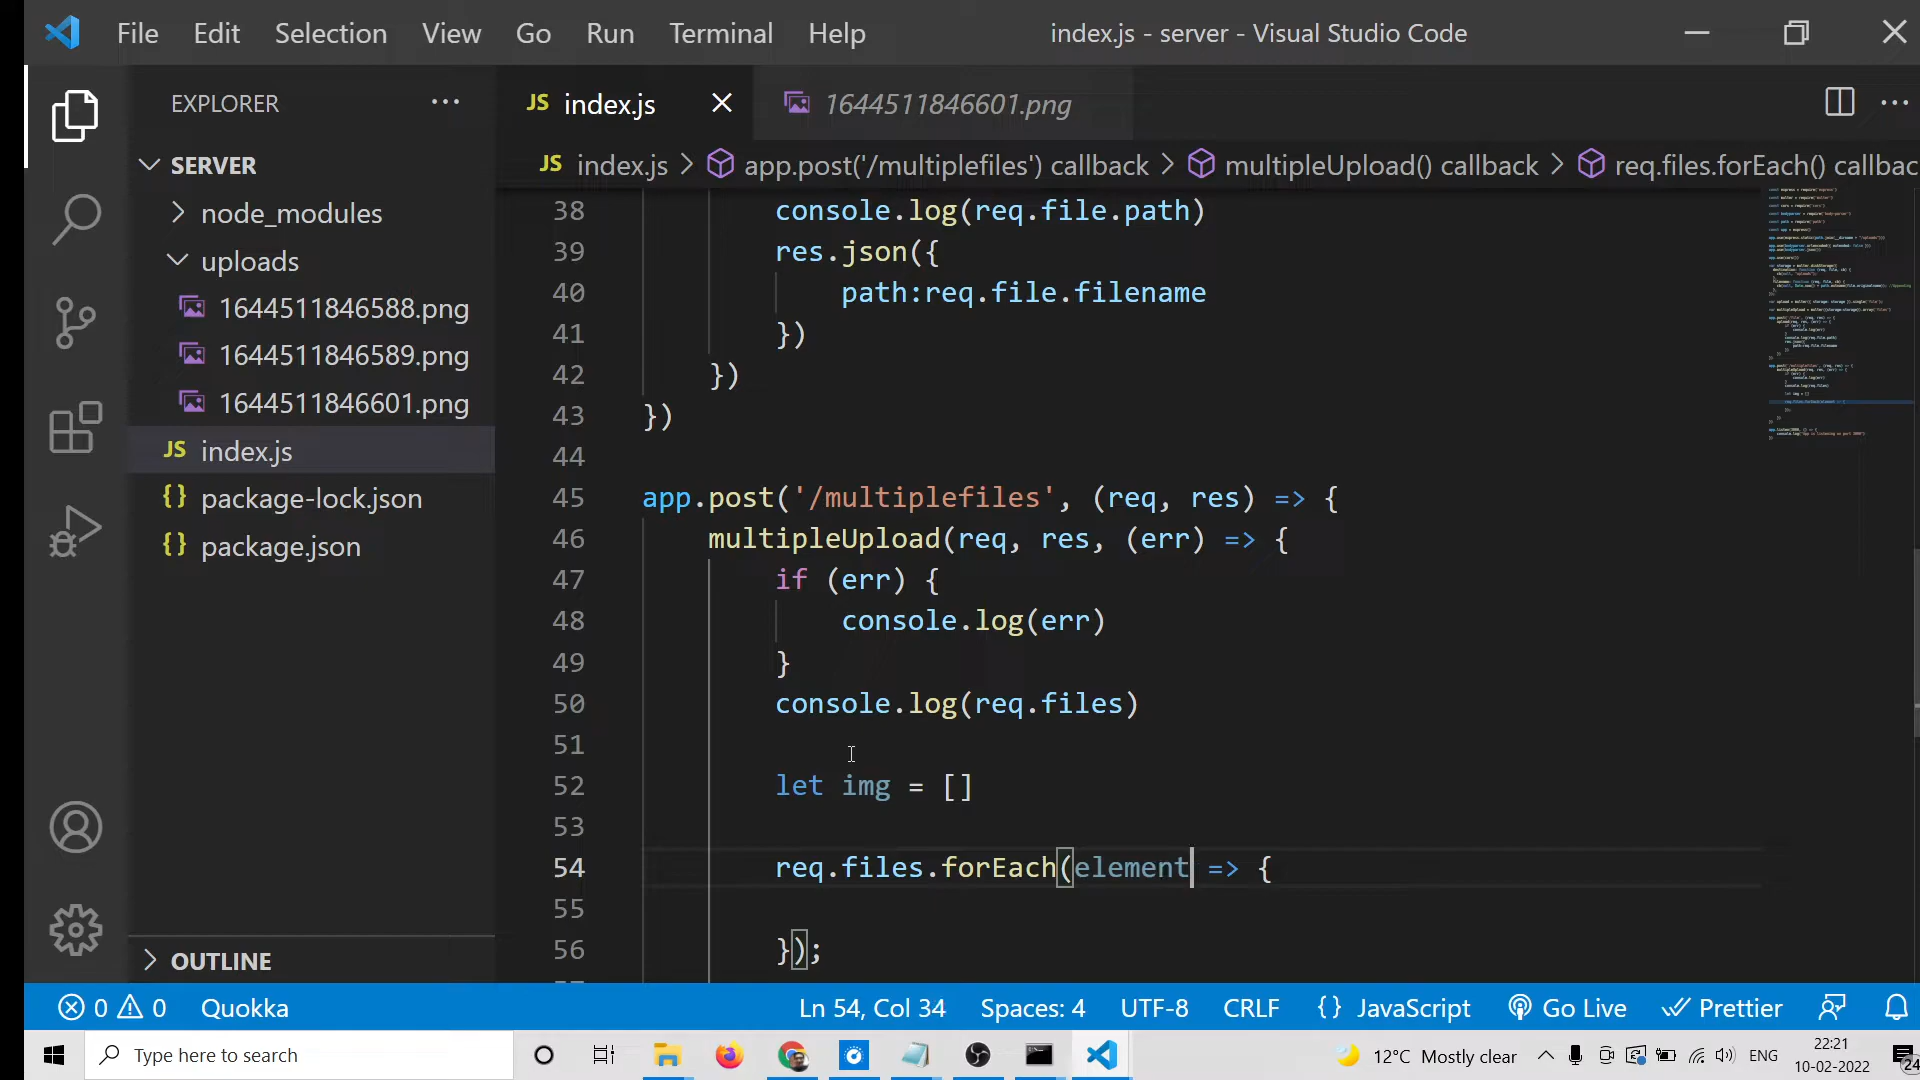 File Edit Selection View Go Run Terminal Help
index.js - server - Visual Studio Code
EXPLORER ...
JS index.js
1644511846601.png
JS index.js > app.post('/multiplefiles') callback > multipleUpload() callback > req.files.forEach() callbac
SERVER
node_modules
uploads
1644511846588.png
1644511846589.png
1644511846601.png
JS index.js
{} package-lock.json
{} package.json
OUTLINE
38 console.log(req.file.path)
39 res.json({
40 path:req.file.filename
41 })
42 })
43 })
44
45 app.post('/multiplefiles', (req, res) => {
46 multipleUpload(req, res, (err) => {
47 if (err) {
48 console.log(err)
49 }
50 console.log(req.files)
51
52 let img = []
53
54 req.files.forEach(element => {
55
56 });
0 0 Quokka
Ln 54, Col 34 Spaces: 4 UTF-8 CRLF {} JavaScript Go Live Prettier
Type here to search
12°C Mostly clear
ENG
22:21
10-02-2022
24